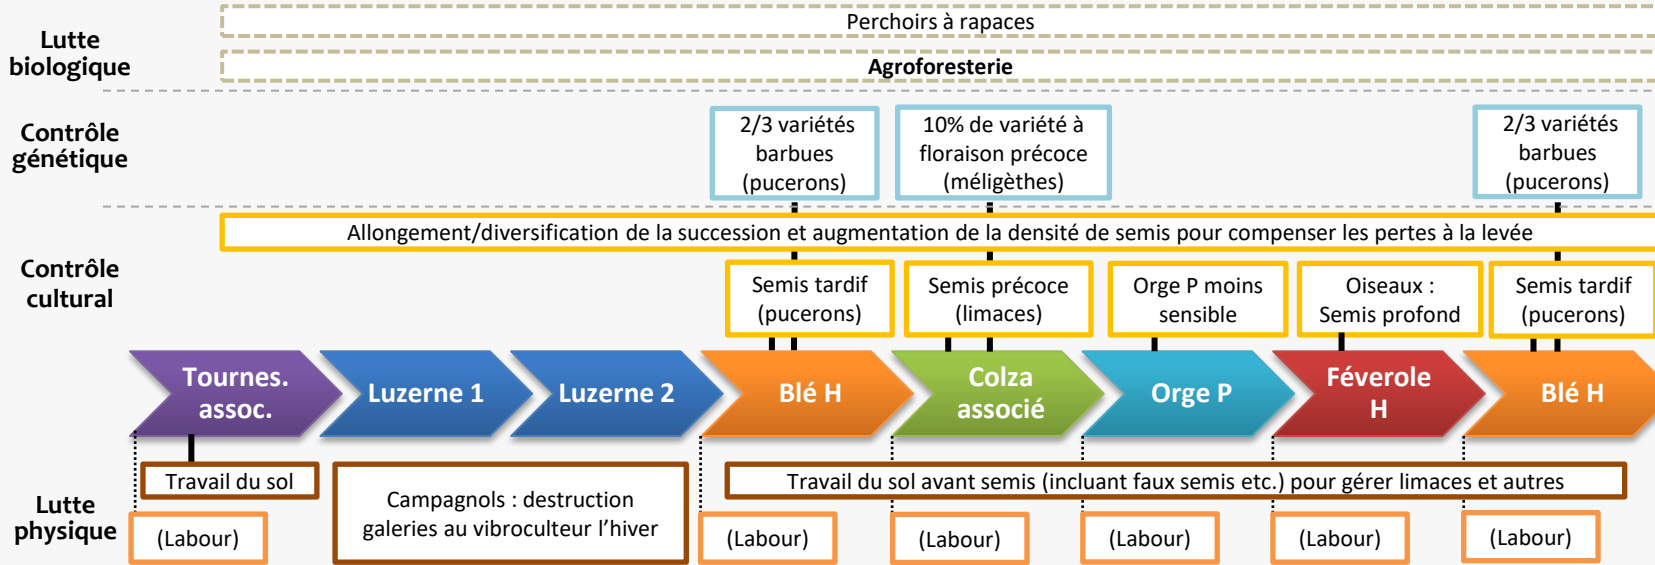 Perchoirs à rapaces
Lutte
biologique
Agroforesterie
Contrôle
génétique
2/3 variétés
barbues
(pucerons)
10% de variété à
floraison précoce
(méligèthes)
2/3 variétés
barbues
(pucerons)
Allongement/diversification de la succession et augmentation de la densité de semis pour compenser les pertes à la levée
Contrôle
cultural
Semis tardif
(pucerons)
Semis précoce
(limaces)
Orge P moins
sensible
Oiseaux :
Semis profond
Semis tardif
(pucerons)
Tournes.
assoc.
Luzerne 1
Luzerne 2
Blé H
Colza
associé
Orge P
Féverole
H
Blé H
Lutte
physique
Travail du sol
Campagnols : destruction
galeries au vibroculteur l’hiver
Travail du sol avant semis (incluant faux semis etc.) pour gérer limaces et autres
(Labour)
(Labour)
(Labour)
(Labour)
(Labour)
(Labour)